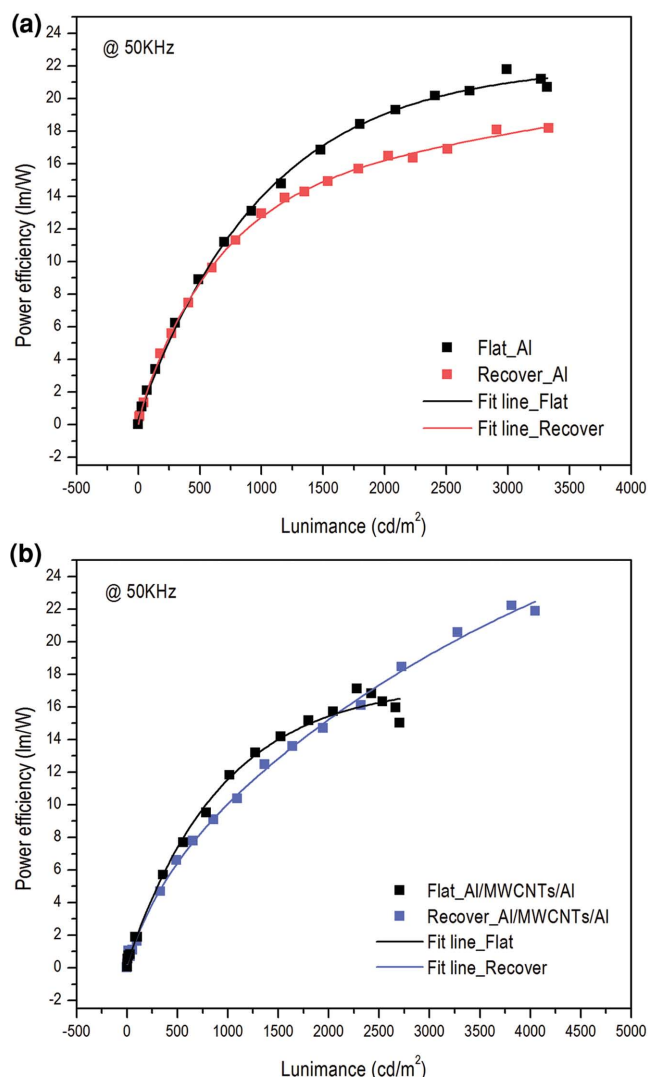 (a)
@ 50KHz
24
22
20
18
16
14
12
10
8
6
4
2
0
-2
Power efficiency (lm/W)
Flat_Al
Recover_Al
Fit line_Flat
Fit line_Recover
-500 0 500 1000 1500 2000 2500 3000 3500 4000
Lunimance (cd/m²)
(b)
@ 50KHz
24
22
20
18
16
14
12
10
8
6
4
2
0
-2
Power efficiency (lm/W)
Flat_Al/MWCNTs/Al
Recover_Al/MWCNTs/Al
Fit line_Flat
Fit line_Recover
-500 0 500 1000 1500 2000 2500 3000 3500 4000 4500 5000
Lunimance (cd/m²)